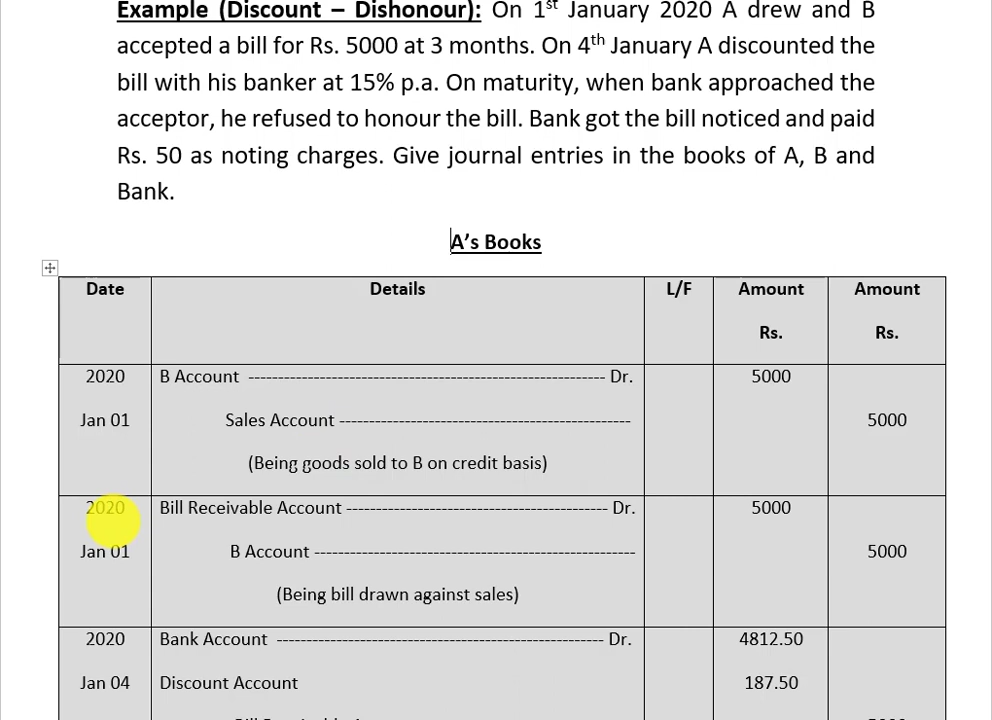 Example (Discount – Dishonour): On 1st January 2020 A drew and B
accepted a bill for Rs. 5000 at 3 months. On 4th January A discounted the
bill with his banker at 15% p.a. On maturity, when bank approached the
acceptor, he refused to honour the bill. Bank got the bill noticed and paid
Rs. 50 as noting charges. Give journal entries in the books of A, B and
Bank.
A's Books
Date Details L/F Amount Amount
Rs. Rs.
2020 B Account ------------------------------------------------------------ Dr. 5000
Jan 01 Sales Account ------------------------------------------------- 5000
(Being goods sold to B on credit basis)
2020 Bill Receivable Account -------------------------------------------- Dr. 5000
Jan 01 B Account ------------------------------------------------------ 5000
(Being bill drawn against sales)
2020 Bank Account ------------------------------------------------------- Dr. 4812.50
Jan 04 Discount Account 187.50